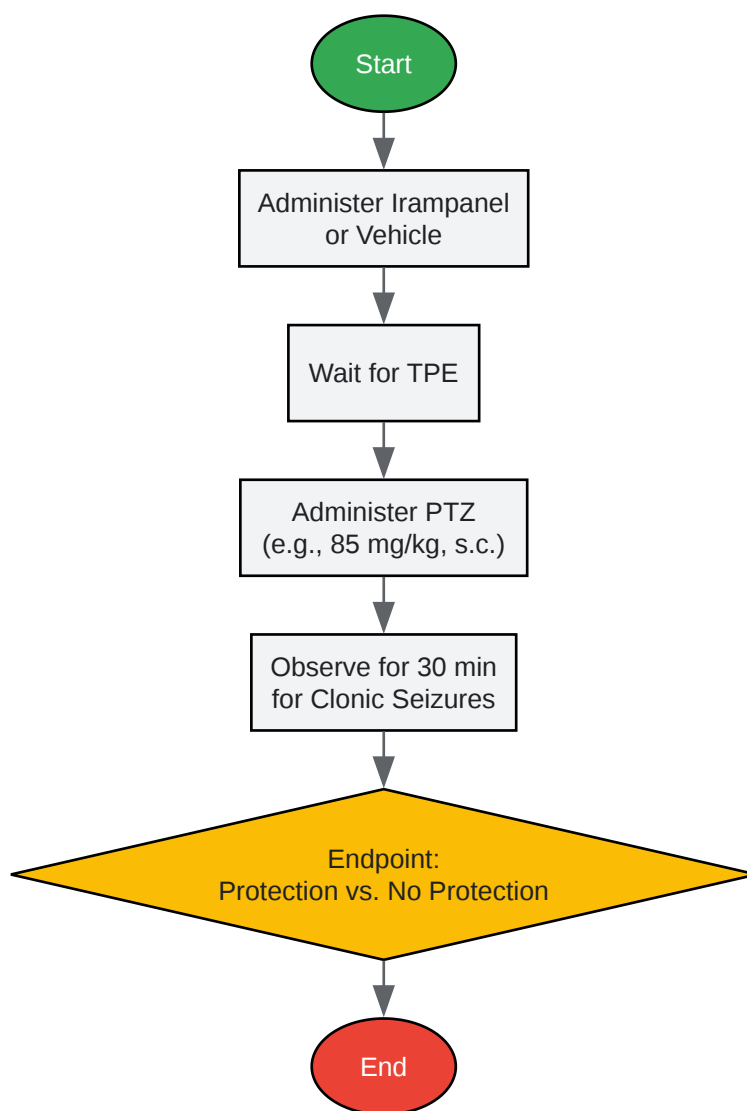 Start
Administer Irampanel
or Vehicle
Wait for TPE
Administer PTZ
(e.g., 85 mg/kg, s.c.)
Observe for 30 min
for Clonic Seizures
Endpoint:
Protection vs. No Protection
End